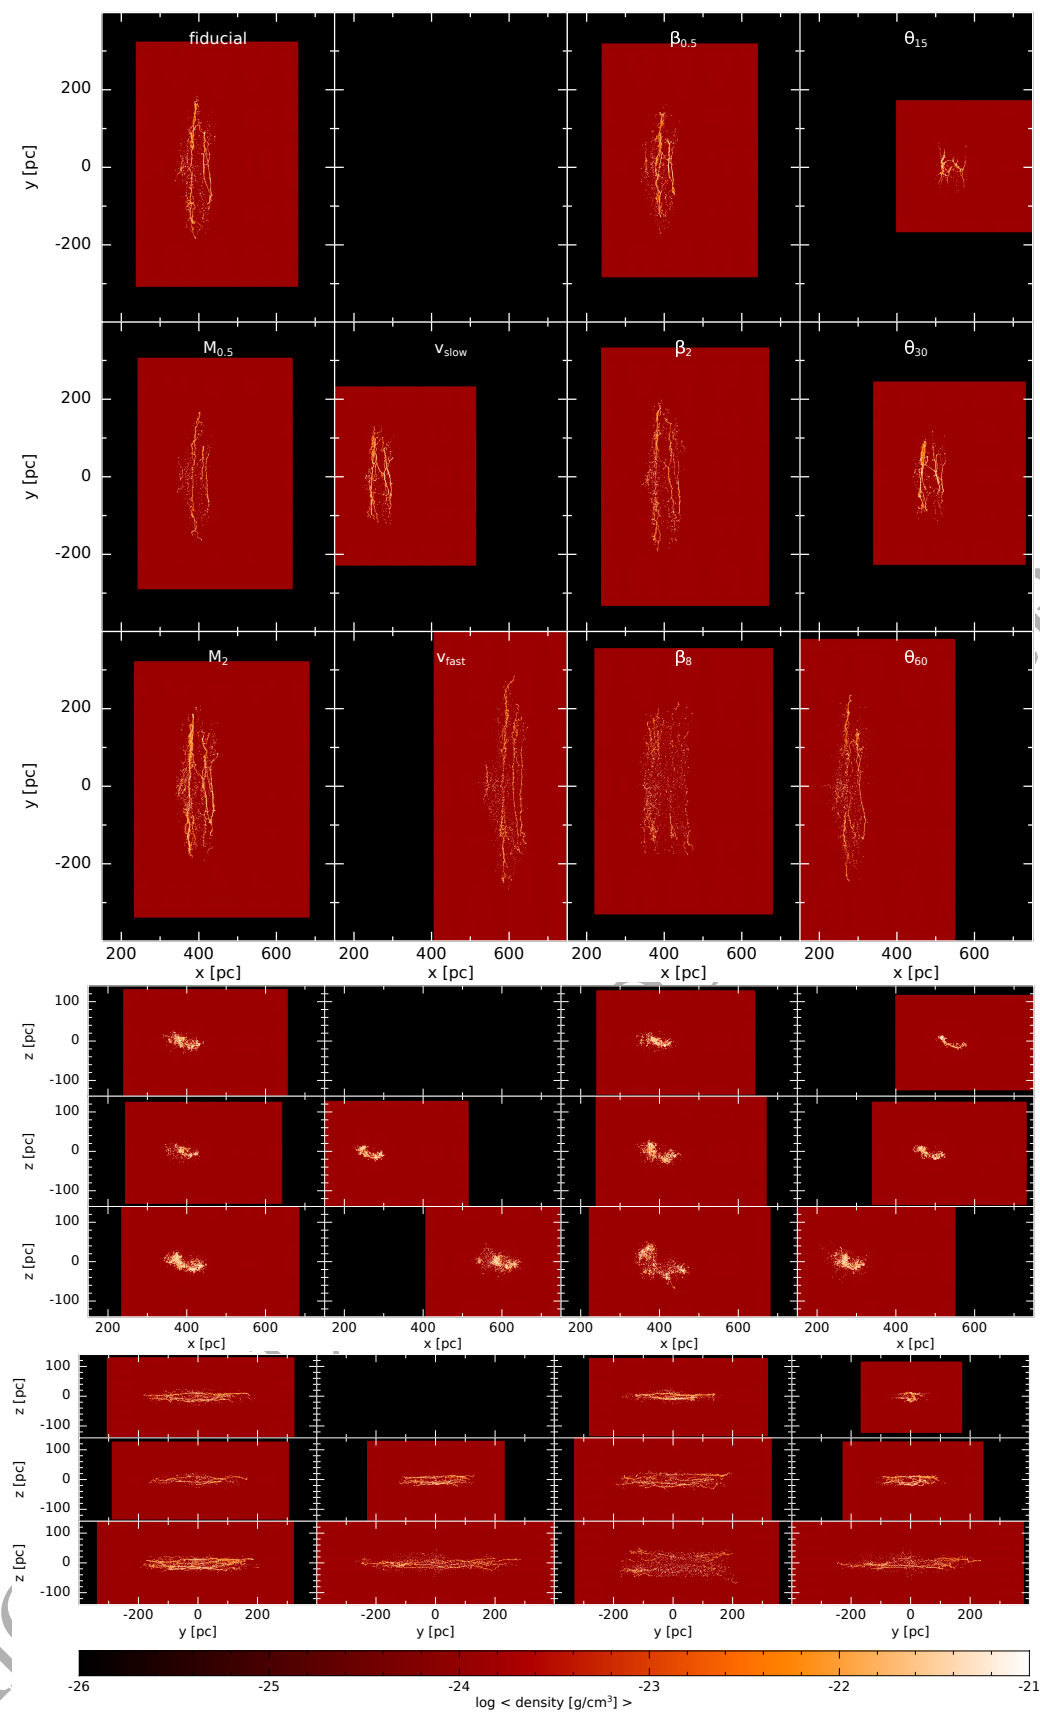 fiducial β0.5 θ15
200
0
-200
y [pc]
M0.5 vslow β2 θ30
200
0
-200
y [pc]
M2 vfast β8 θ60
200
0
-200
y [pc]
200 400 600 200 400 600 200 400 600 200 400 600
x [pc] x [pc] x [pc] x [pc]
100
0
-100
z [pc]
100
0
-100
z [pc]
100
0
-100
z [pc]
200 400 600 200 400 600 200 400 600 200 400 600
x [pc] x [pc] x [pc] x [pc]
100
0
-100
z [pc]
100
0
-100
z [pc]
100
0
-100
z [pc]
-200 0 200 -200 0 200 -200 0 200 -200 0 200
y [pc] y [pc] y [pc] y [pc]
-26 -25 -24 -23 -22 -21
log < density [g/cm³] >